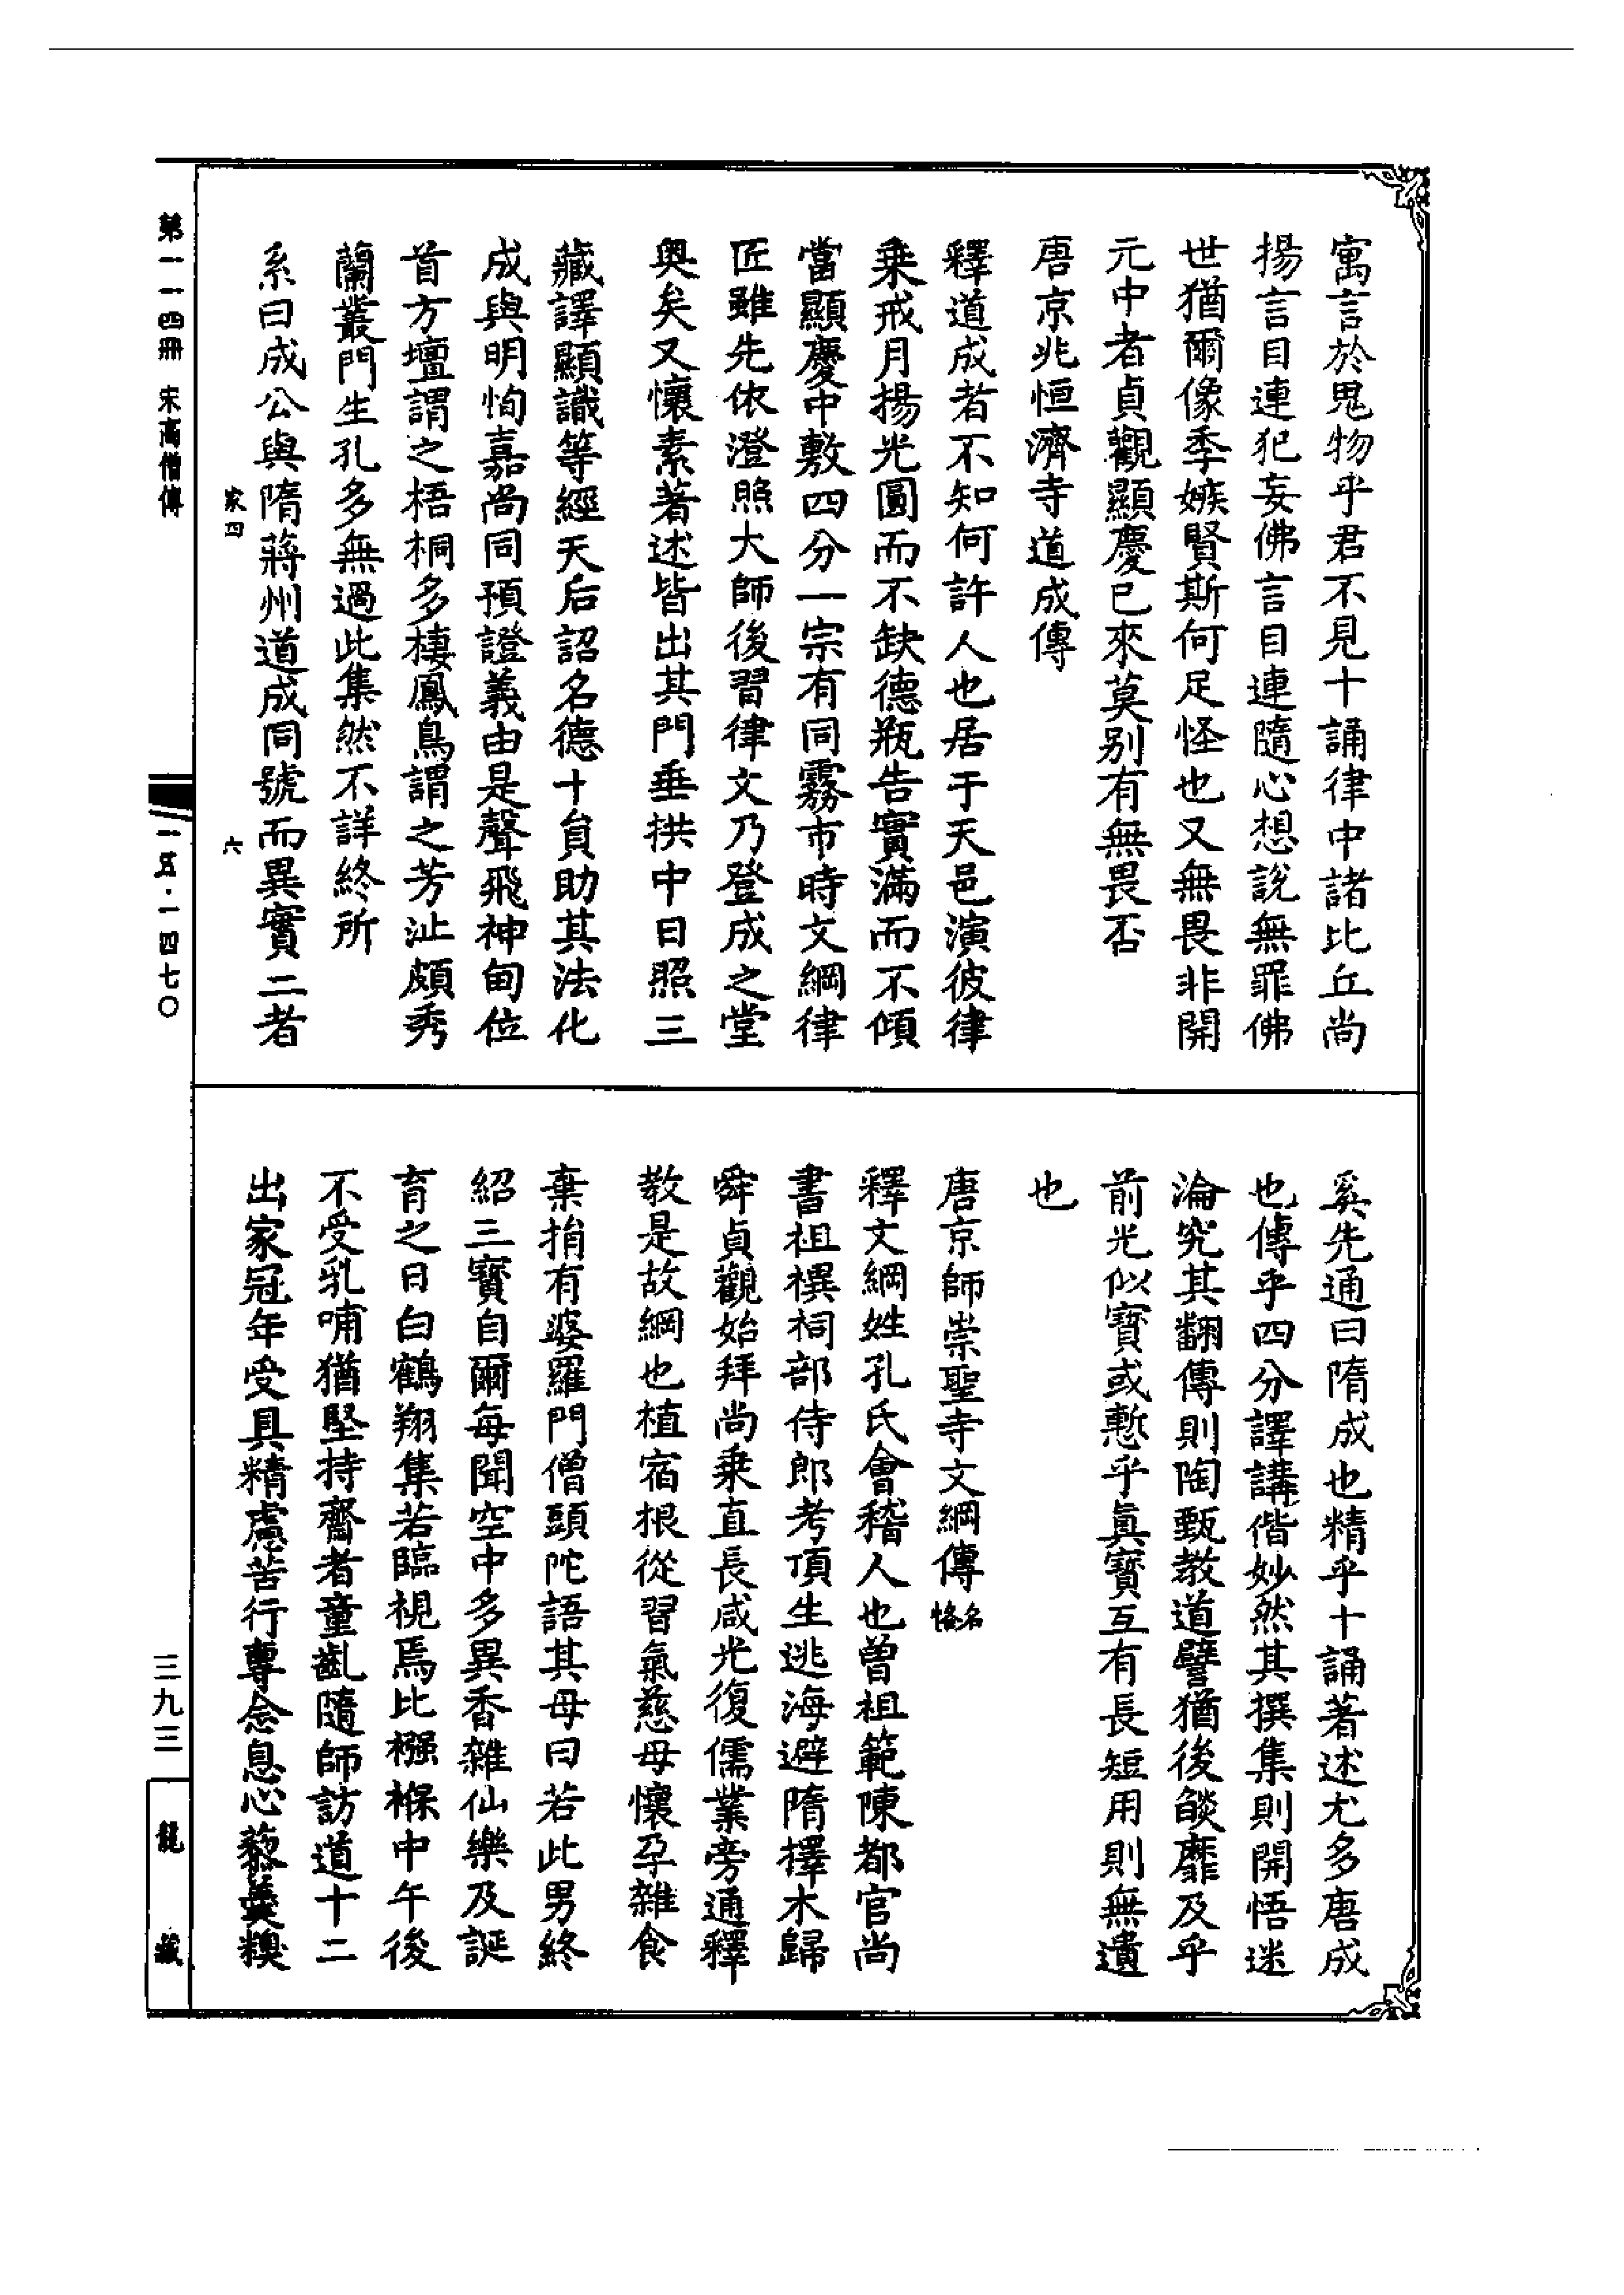 寓言於鬼物乎君不見十誦律中諸比丘尚
揚言目連犯妄佛言目連隨心想說無罪佛
世猶爾像季嫉賢斯何足怪也又無畏非開
元中者貞觀顯慶已來莫別有無畏否
唐京兆恒濟寺道成傳
釋道成者不知何許人也居于天邑演彼律
乗戒月揚光圓而不缺德瓶告實滿而不傾
當顯慶中敷四分一宗有同霧市時文綱律
匠雖先依澄照大師後習律文乃登成之堂
奥矣又懷素著述皆出其門垂拱中日照三
藏譯顯識等經天后詔名德十員助其法化
成與明恂嘉尚同預證義由是聲飛神甸位
首方壇謂之梧桐多棲鳳鳥謂之芳沚頗秀
蘭叢門生孔多無過此集然不詳終所
系曰成公與隋蔣州道成同號而異實二者
家四 六
奚先通曰隋成也精乎十誦著述尤多唐成
也傳乎四分譯講偕妙然其撰集則開悟迷
淪究其翻傳則陶甄教道譬猶後燄靡及乎
前光似寳或慙乎眞寳互有長短用則無遺
也
唐京師崇聖寺文綱傳 名恪
釋文綱姓孔氏會稽人也曾祖範陳都官尚
書祖禩祠部侍郎考頂生逃海避隋擇木歸
舜貞觀始拜尚乗直長咸光復儒業旁通釋
教是故綱也植宿根從習氣慈母懷孕雜食
棄捐有婆羅門僧頭陀語其母曰若此男終
紹三寳自爾每聞空中多異香雜仙樂及誕
育之日白鶴翔集若臨視焉比襁褓中午後
不受乳哺猶堅持齋者童齓隨師訪道十二
出家冠年受具精慮苦行專念息心藜羹糗
第一一四冊 宋高僧傳
一一五·一四七〇
三九三
龍藏